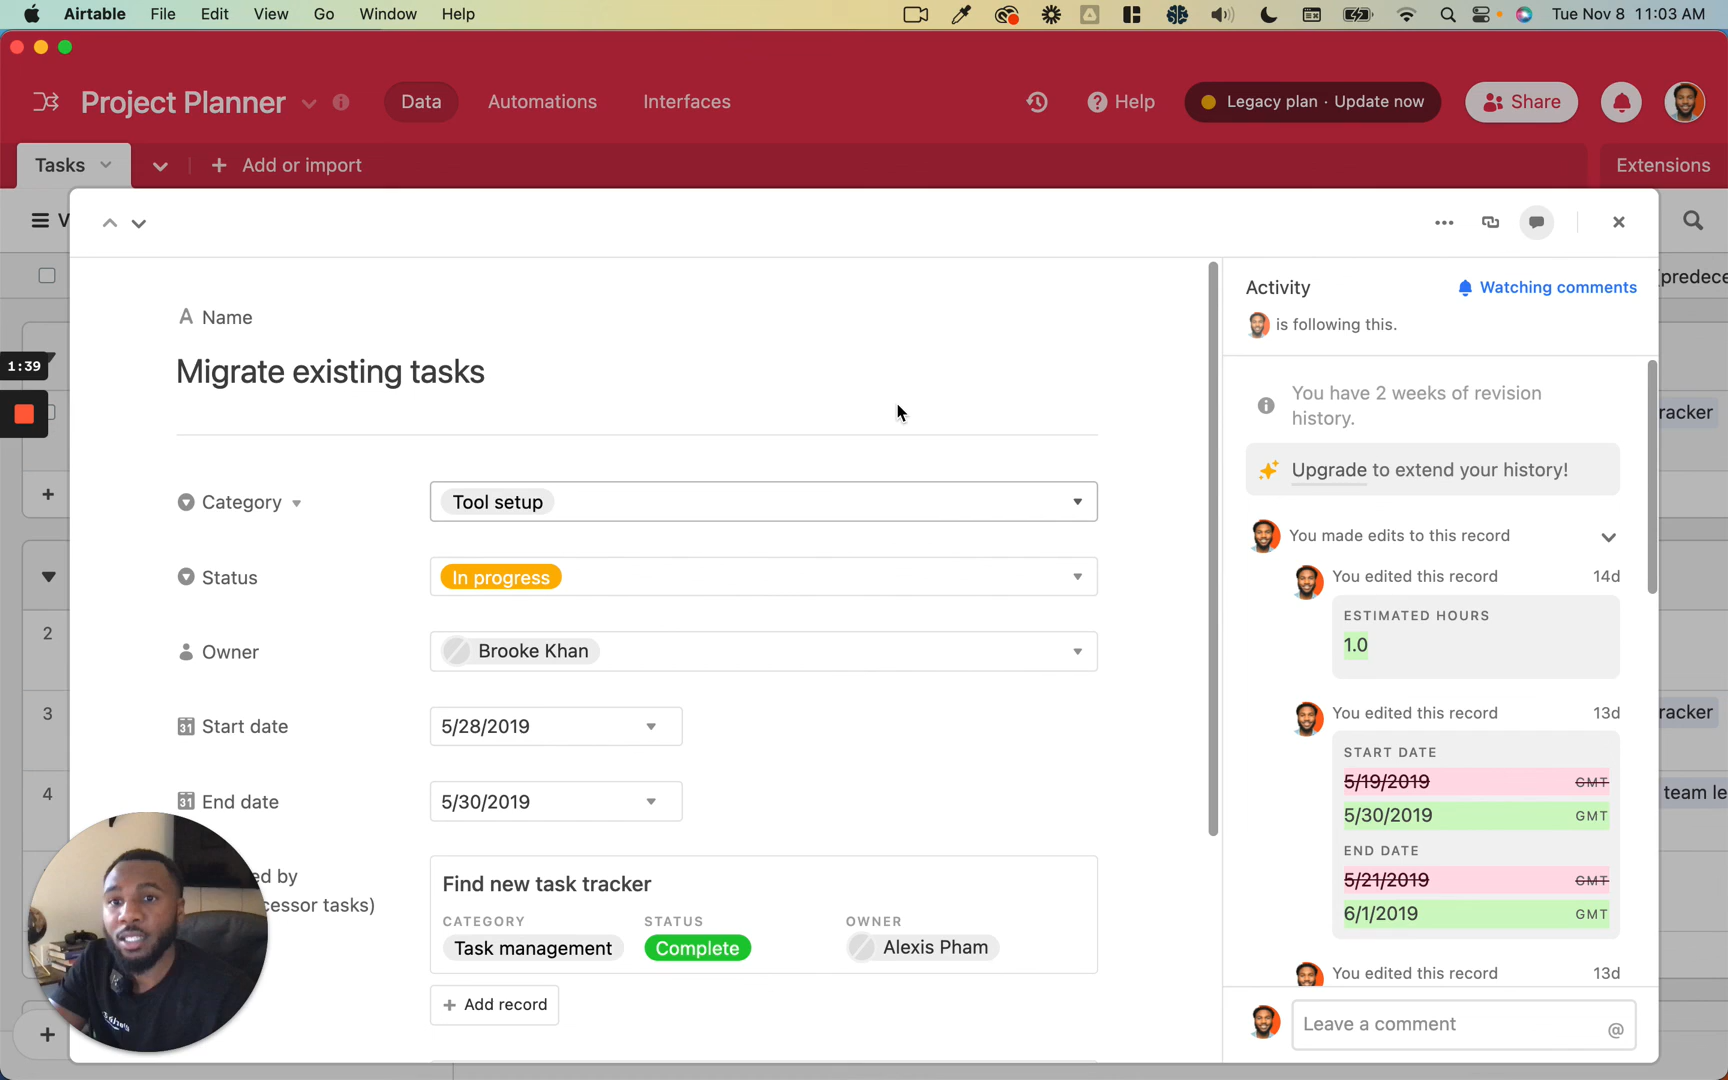 Airtable File Edit View Go Window Help Tue Nov 8 11:03 AM
Project Planner Data Automations Interfaces Help Legacy plan · Update now Share
Tasks Add or import Extensions
V
Activity Watching comments
is following this.
A Name
Migrate existing tasks
1:39
You have 2 weeks of revision
history.
Upgrade to extend your history!
Category Tool setup
You made edits to this record
Status In progress
You edited this record 14d
ESTIMATED HOURS
1.0
Owner Brooke Khan
You edited this record 13d
START DATE
5/19/2019 GMT
5/30/2019 GMT
END DATE
5/21/2019 GMT
6/1/2019 GMT
Start date 31 5/28/2019
End date 31 5/30/2019
ed by
cessor tasks)
Find new task tracker
CATEGORY STATUS OWNER
Task management Complete Alexis Pham
+ Add record
You edited this record 13d
Leave a comment @
2
3
4
(predece
racker
racker
team le